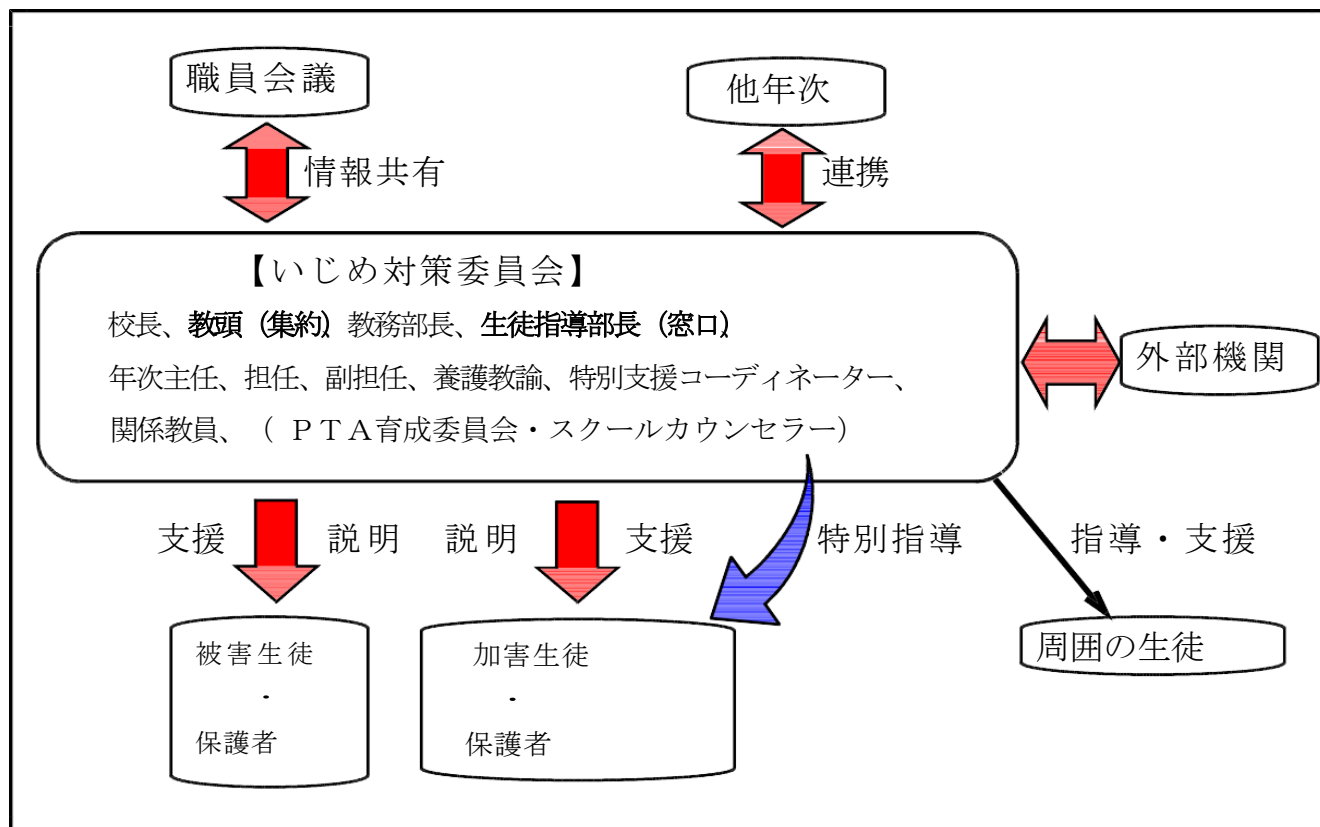 職員会議
他年次
情報共有
連携
【いじめ対策委員会】
校長、教頭（集約）、教務部長、生徒指導部長（窓口）、
年次主任、担任、副担任、養護教諭、特別支援コーディネーター、
関係教員、（ ＰＴＡ育成委員会・スクールカウンセラー）
外部機関
支援 説明 説明 支援 特別指導 指導・支援
被害生徒
・
保護者
加害生徒
・
保護者
周囲の生徒